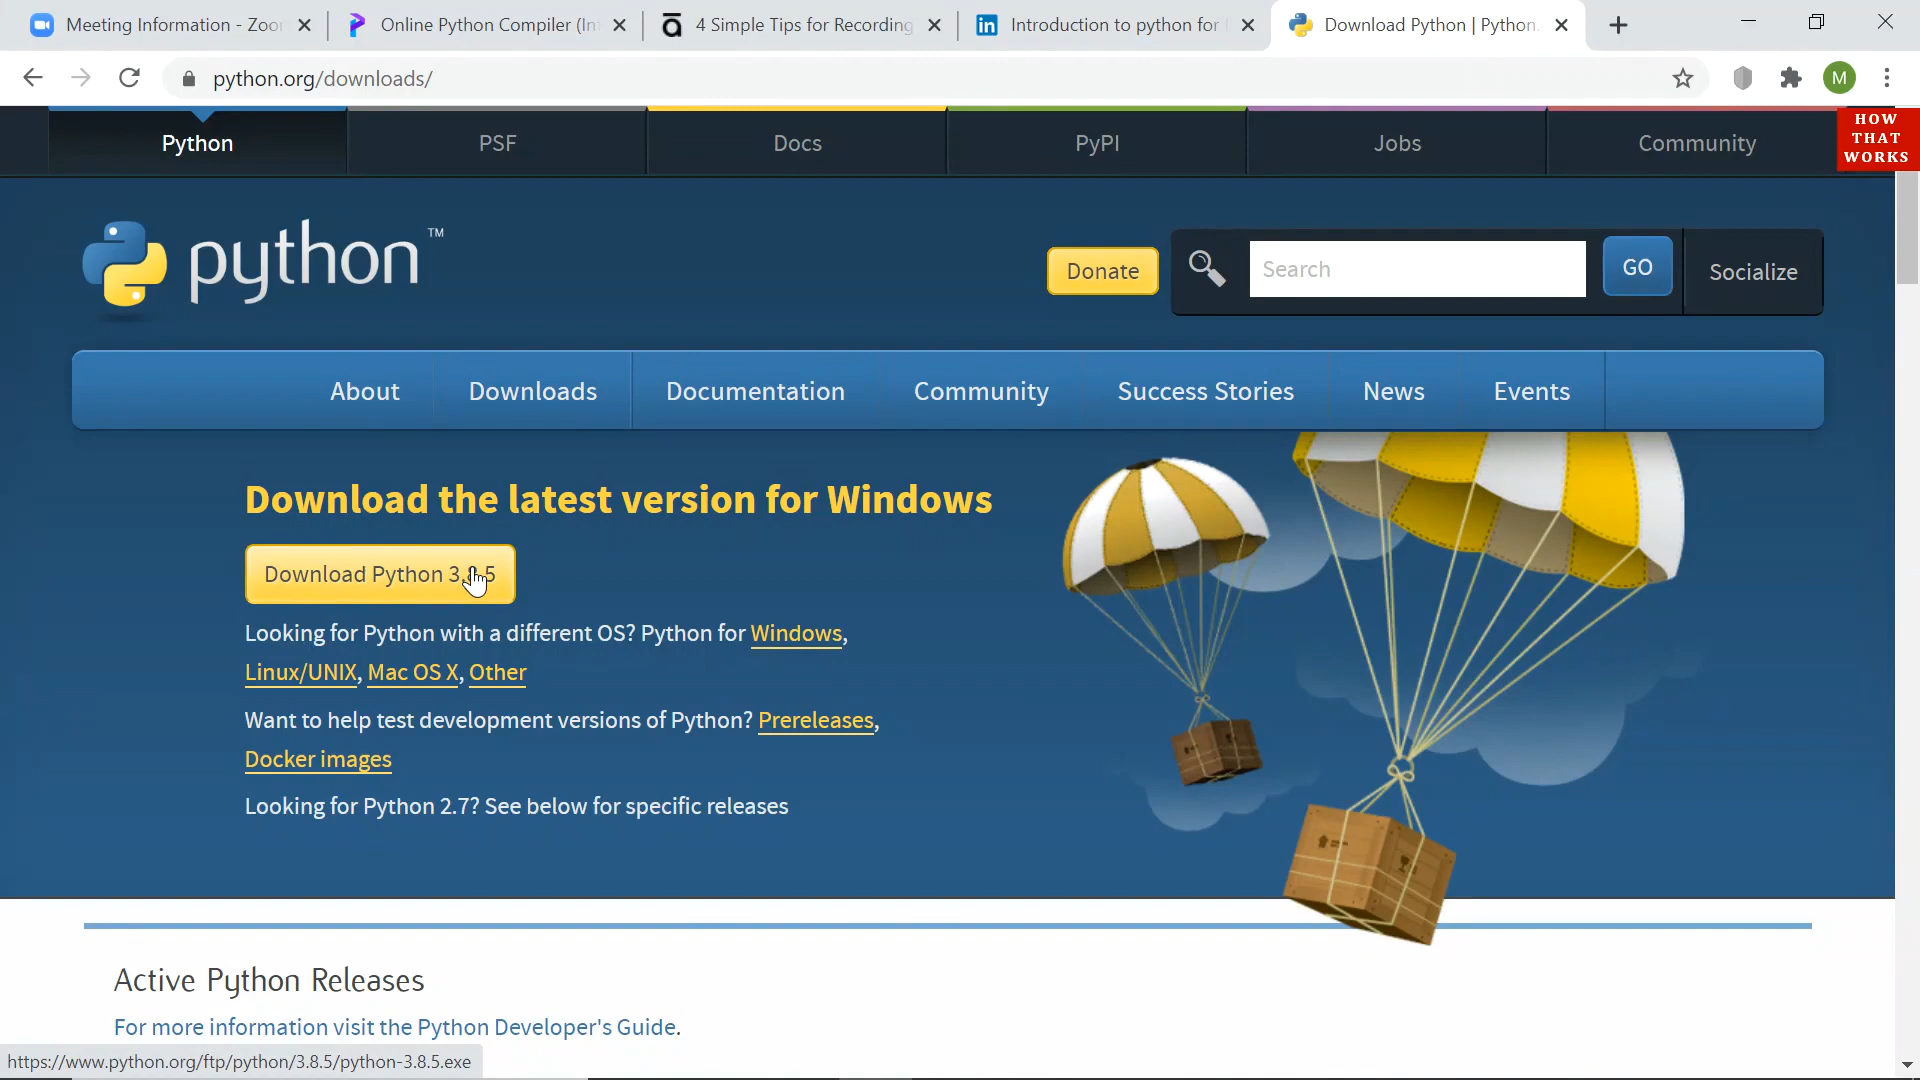 Meeting Information - Zoo
Online Python Compiler (In
4 Simple Tips for Recording
Introduction to python for
Download Python | Python.
python.org/downloads/
M
Python
PSF
Docs
PyPI
Jobs
Community
HOW
THAT
WORKS
python™
Donate
Search
GO
Socialize
About
Downloads
Documentation
Community
Success Stories
News
Events
Download the latest version for Windows
Download Python 3.8.5
Looking for Python with a different OS? Python for Windows,
Linux/UNIX, Mac OS X, Other
Want to help test development versions of Python? Prereleases,
Docker images
Looking for Python 2.7? See below for specific releases
Active Python Releases
For more information visit the Python Developer's Guide.
https://www.python.org/ftp/python/3.8.5/python-3.8.5.exe